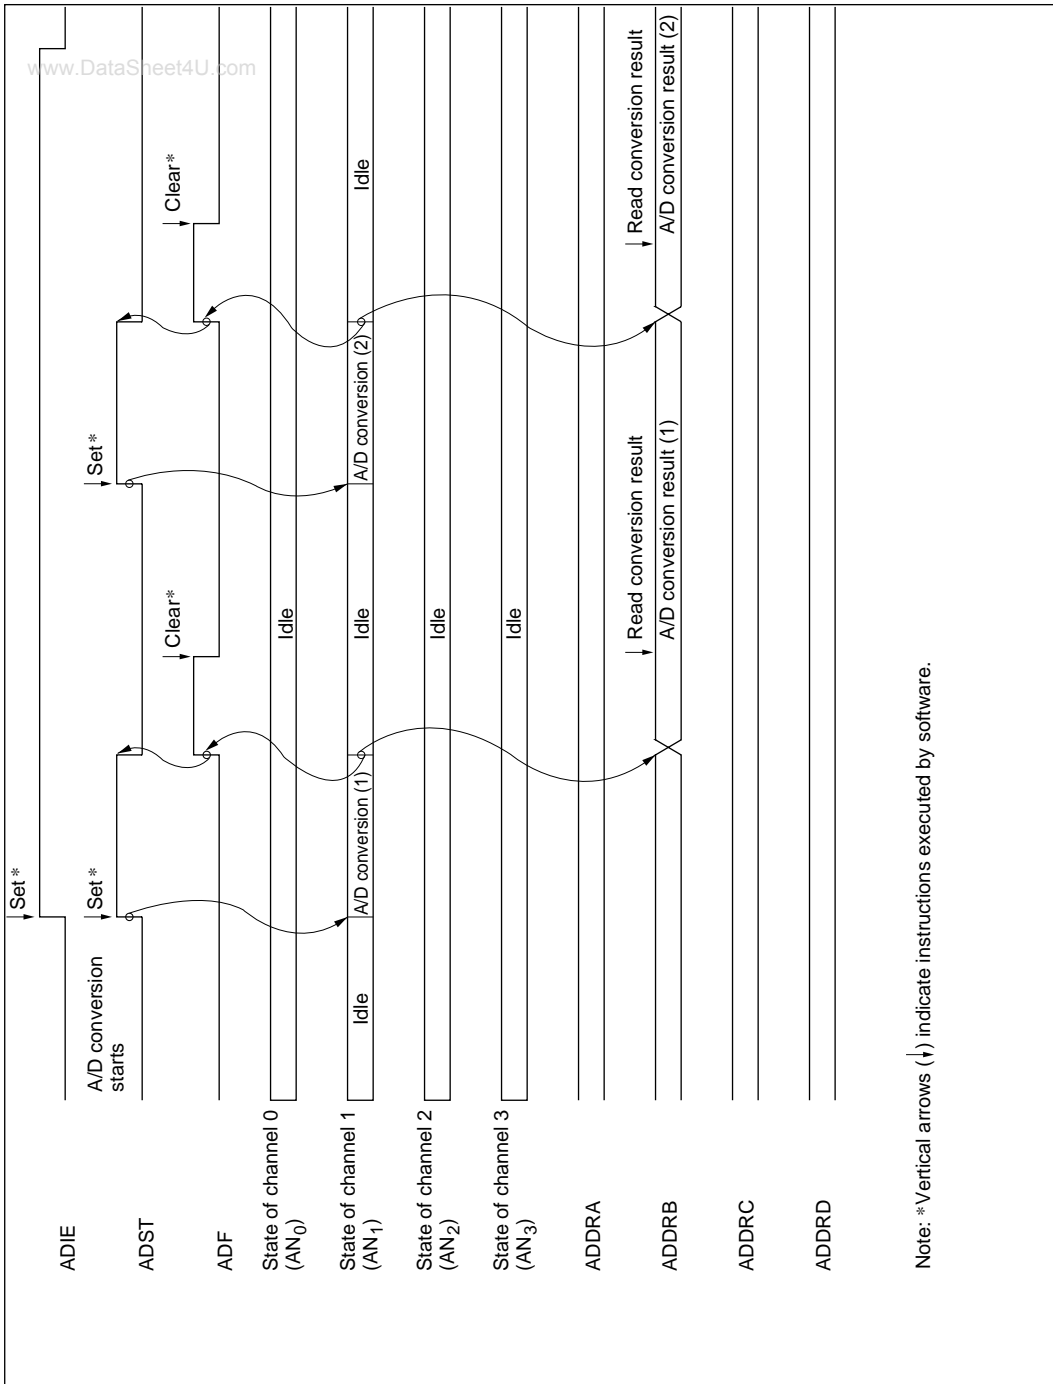 www.DataSheet4U.com
ADIE
Set*
ADST
A/D conversion
starts
Set*
Set*
ADF
Clear*
Clear*
State of channel 0
(AN0)
Idle
State of channel 1
(AN1)
Idle
A/D conversion (1)
Idle
A/D conversion (2)
Idle
State of channel 2
(AN2)
Idle
State of channel 3
(AN3)
Idle
ADDRA
Read conversion result
Read conversion result
ADDRB
A/D conversion result (1)
A/D conversion result (2)
ADDRC
ADDRD
Note: *Vertical arrows (↓) indicate instructions executed by software.